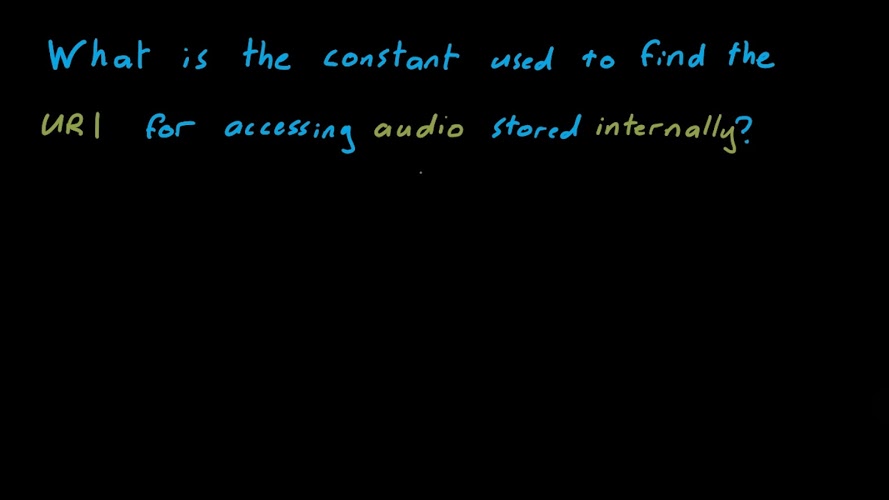 What is the constant used to find the
URI for accessing audio stored internally?